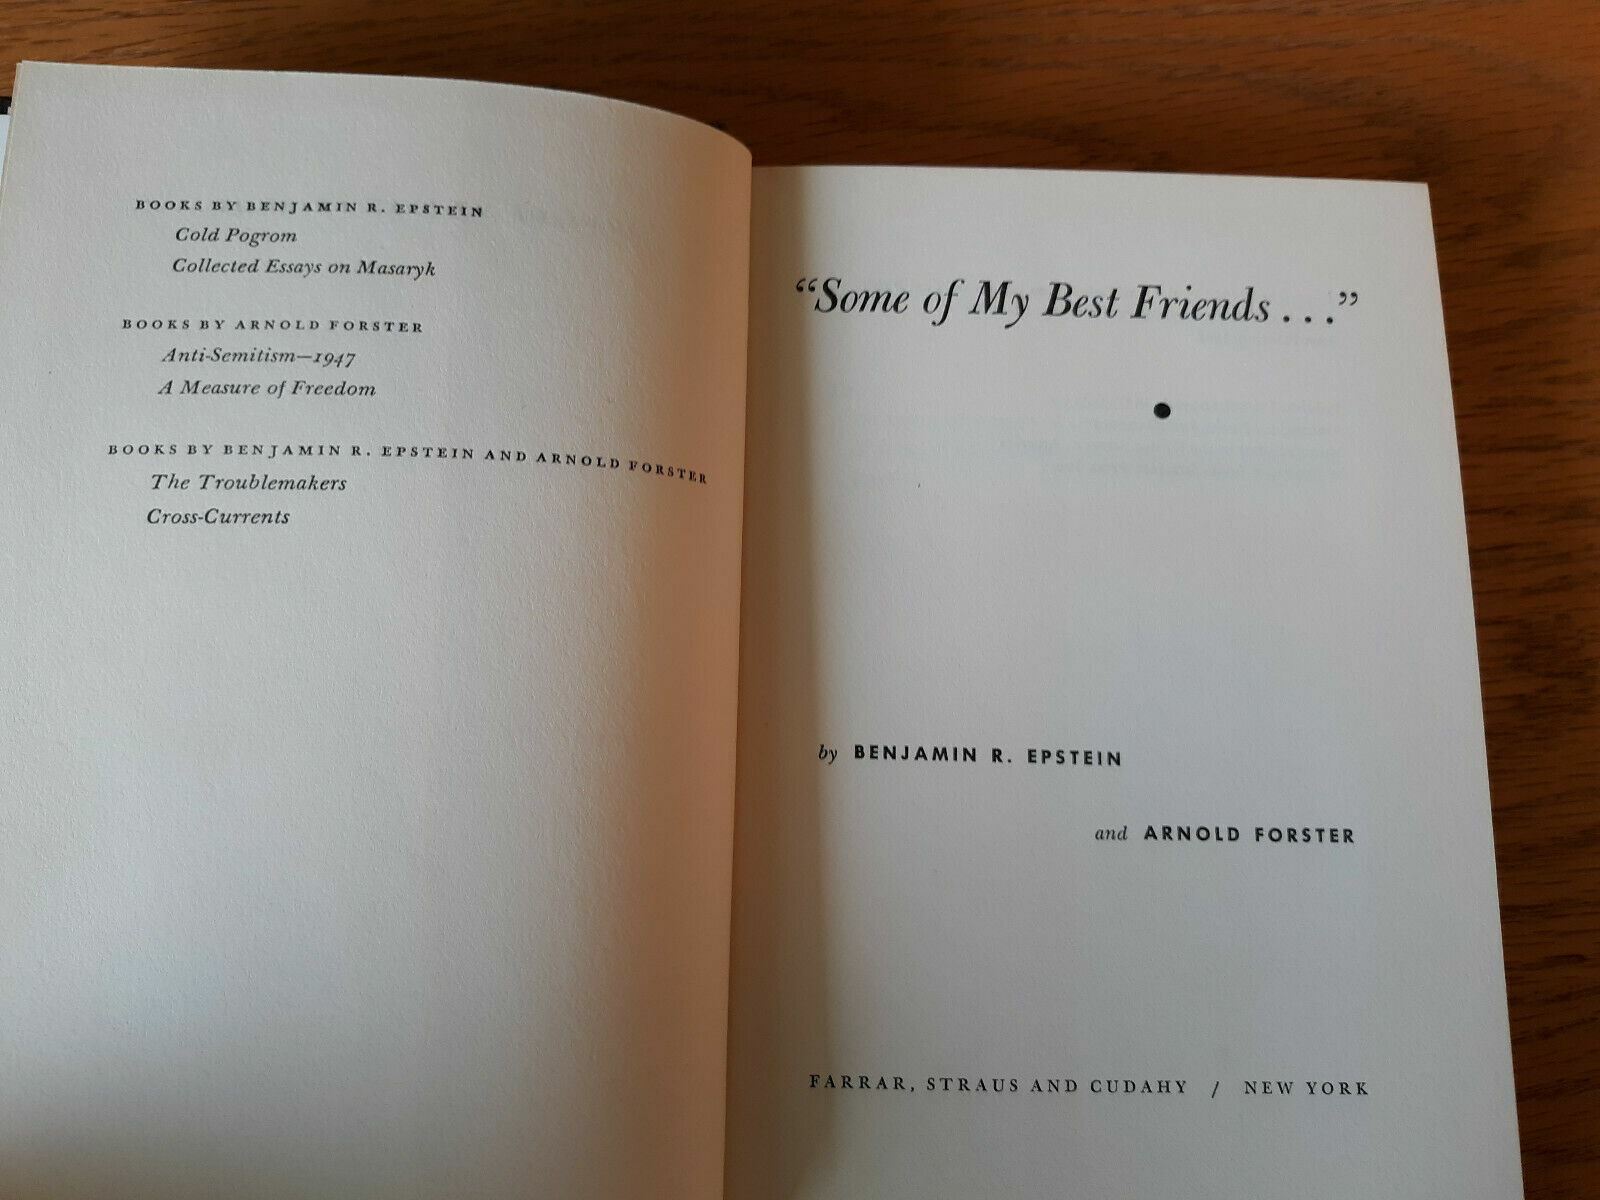 BOOKS BY BENJAMIN R. EPSTEIN
Cold Pogrom
Collected Essays on Masaryk
BOOKS BY ARNOLD FORSTER
Anti-Semitism—1947
A Measure of Freedom
BOOKS BY BENJAMIN R. EPSTEIN AND ARNOLD FORSTER
The Troublemakers
Cross-Currents
“Some of My Best Friends . . .”
by BENJAMIN R. EPSTEIN
and ARNOLD FORSTER
FARRAR, STRAUS AND CUDAHY / NEW YORK